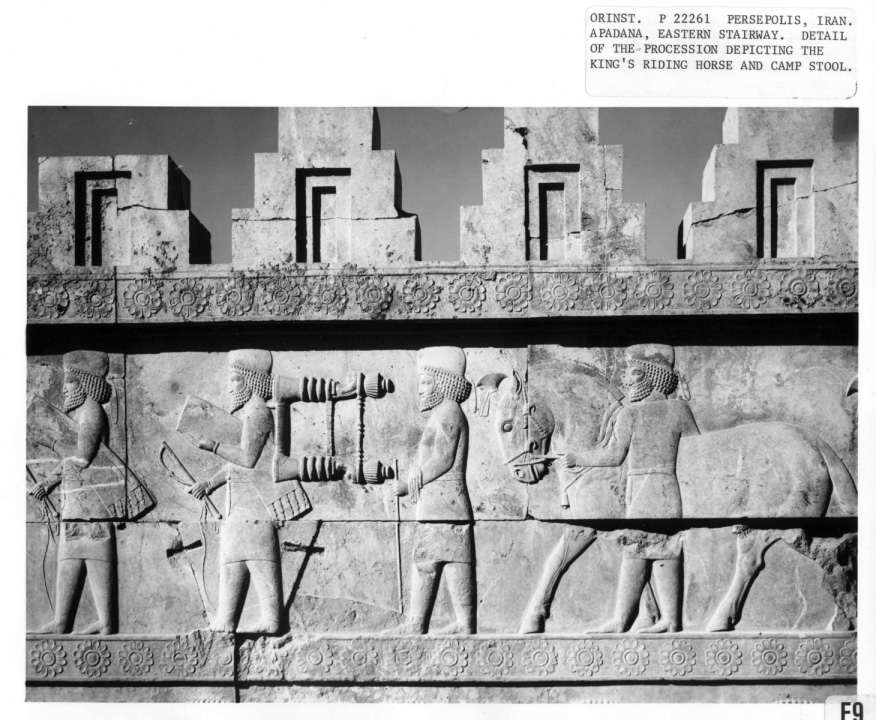 ORINST. P 22261 PERSEPOLIS, IRAN.
APADANA, EASTERN STAIRWAY. DETAIL
OF THE PROCESSION DEPICTING THE
KING'S RIDING HORSE AND CAMP STOOL.
F9